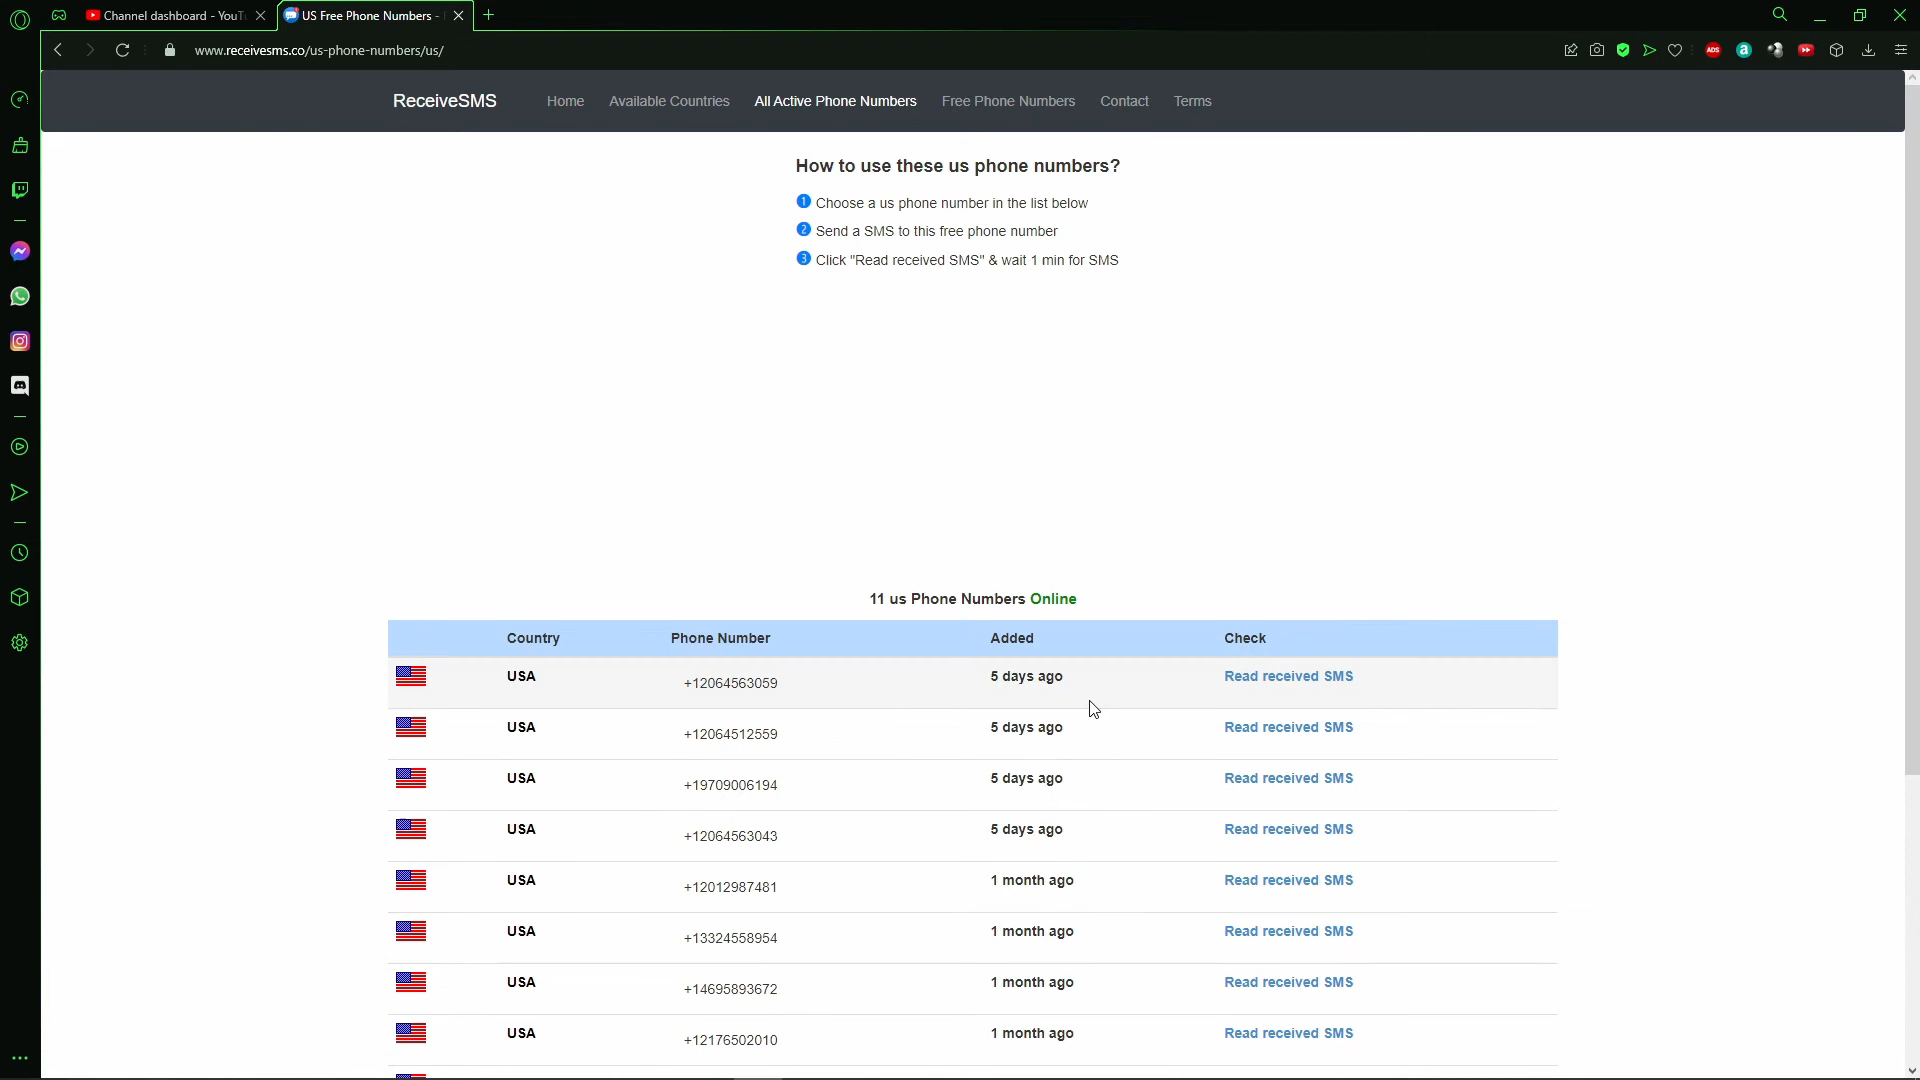 Channel dashboard - YouT
US Free Phone Numbers -
www.receivesms.co/us-phone-numbers/us/
ADS
a
ReceiveSMS Home Available Countries All Active Phone Numbers Free Phone Numbers Contact Terms
How to use these us phone numbers?
1 Choose a us phone number in the list below
2 Send a SMS to this free phone number
3 Click "Read received SMS" & wait 1 min for SMS
11 us Phone Numbers Online
Country Phone Number Added Check
USA +12064563059 5 days ago Read received SMS
USA +12064512559 5 days ago Read received SMS
USA +19709006194 5 days ago Read received SMS
USA +12064563043 5 days ago Read received SMS
USA +12012987481 1 month ago Read received SMS
USA +13324558954 1 month ago Read received SMS
USA +14695893672 1 month ago Read received SMS
USA +12176502010 1 month ago Read received SMS